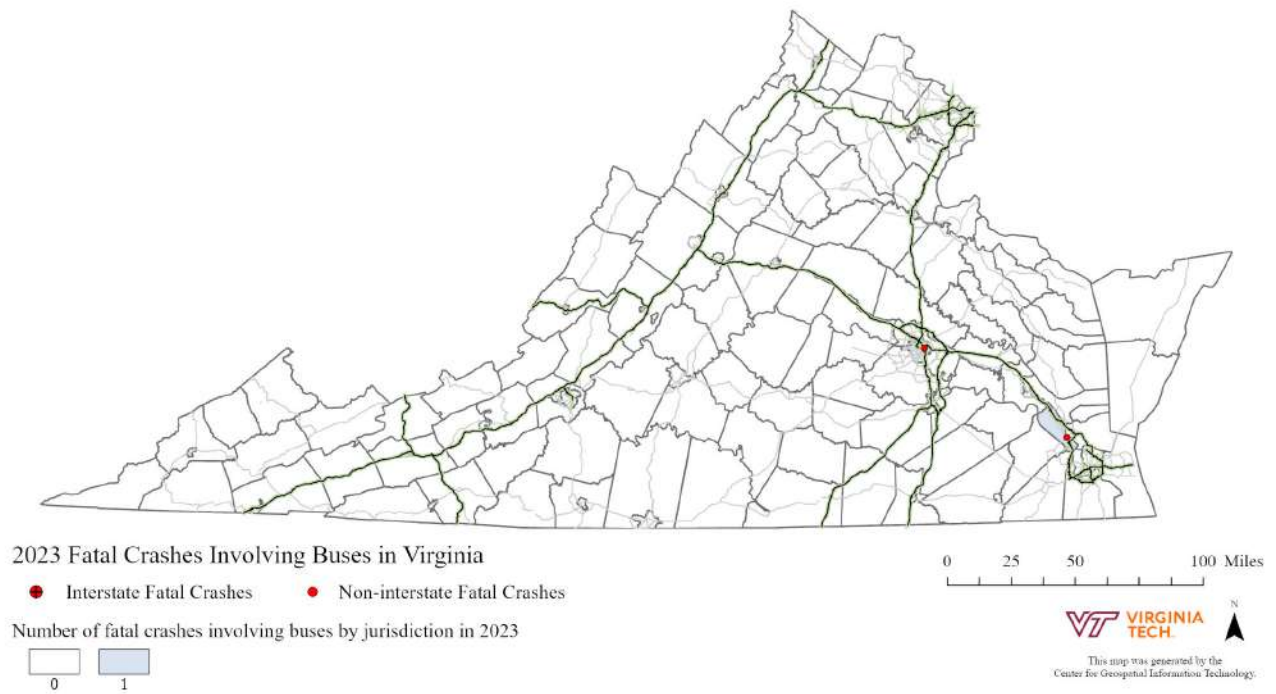 2023 Fatal Crashes Involving Buses in Virginia
Interstate Fatal Crashes
Non-interstate Fatal Crashes
Number of fatal crashes involving buses by jurisdiction in 2023
0
1
0 25 50 100 Miles
VT VIRGINIA
TECH.
N
This map was generated by the
Center for Geospatial Information Technology.